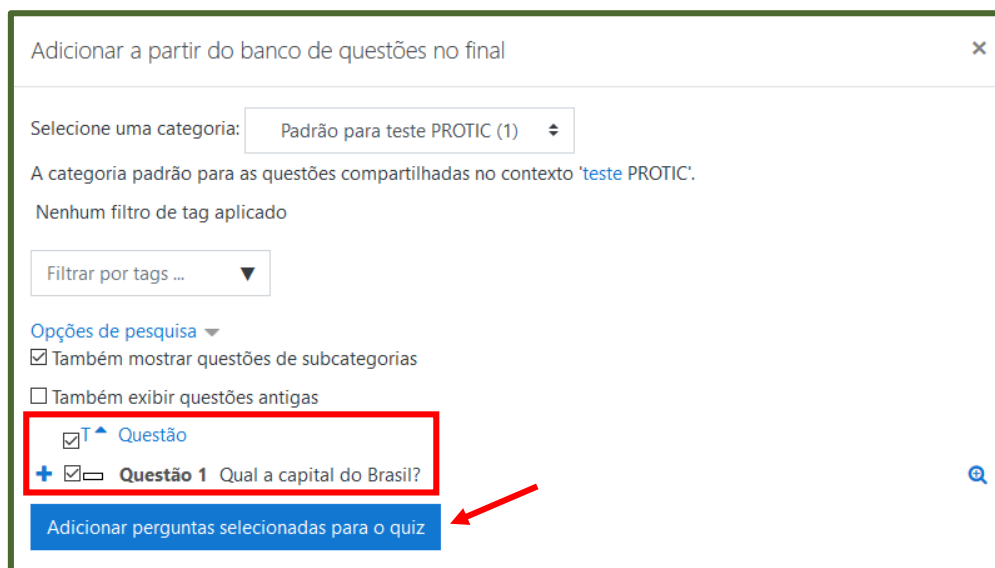 Adicionar a partir do banco de questões no final ×
Selecione uma categoria: Padrão para teste PROTIC (1)
A categoria padrão para as questões compartilhadas no contexto 'teste PROTIC'.
Nenhum filtro de tag aplicado
Filtrar por tags ... ▼
Opções de pesquisa
Também mostrar questões de subcategorias
Também exibir questões antigas
T Questão
Questão 1 Qual a capital do Brasil?
Adicionar perguntas selecionadas para o quiz